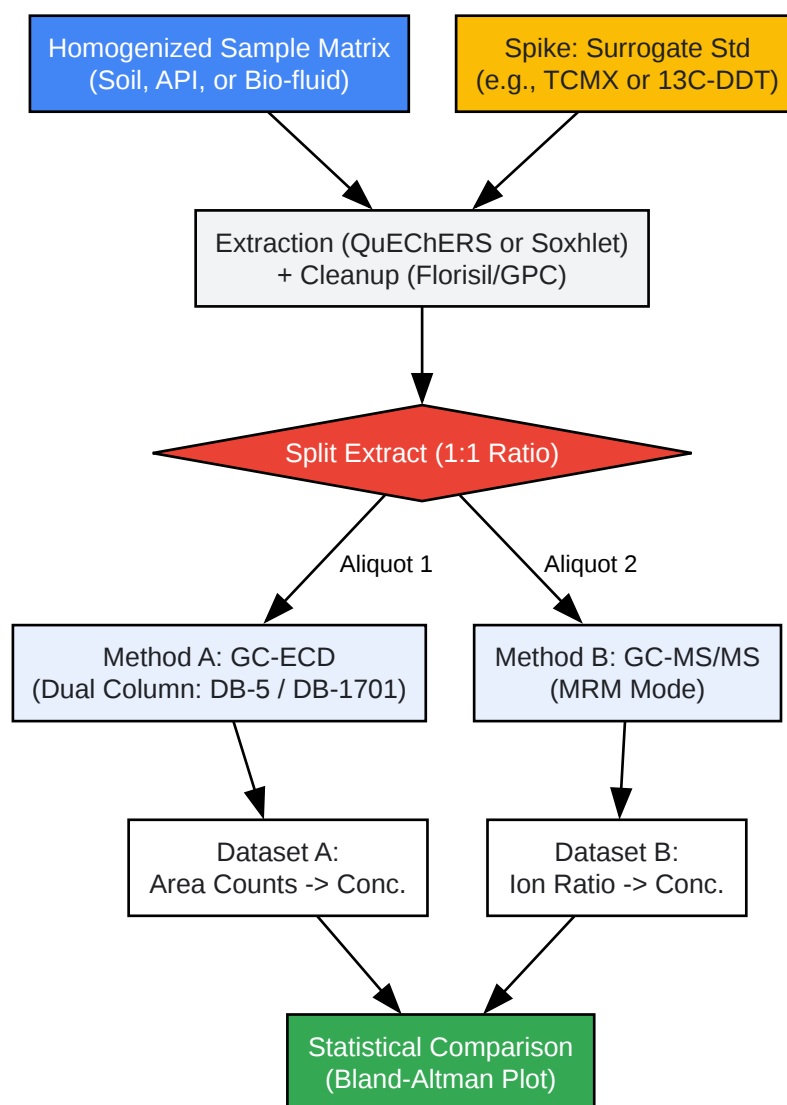 Homogenized Sample Matrix
(Soil, API, or Bio-fluid)
Spike: Surrogate Std
(e.g., TCMX or 13C-DDT)
Extraction (QuEChERS or Soxhlet)
+ Cleanup (Florisil/GPC)
Split Extract (1:1 Ratio)
Aliquot 1
Aliquot 2
Method A: GC-ECD
(Dual Column: DB-5 / DB-1701)
Method B: GC-MS/MS
(MRM Mode)
Dataset A:
Area Counts -> Conc.
Dataset B:
Ion Ratio -> Conc.
Statistical Comparison
(Bland-Altman Plot)